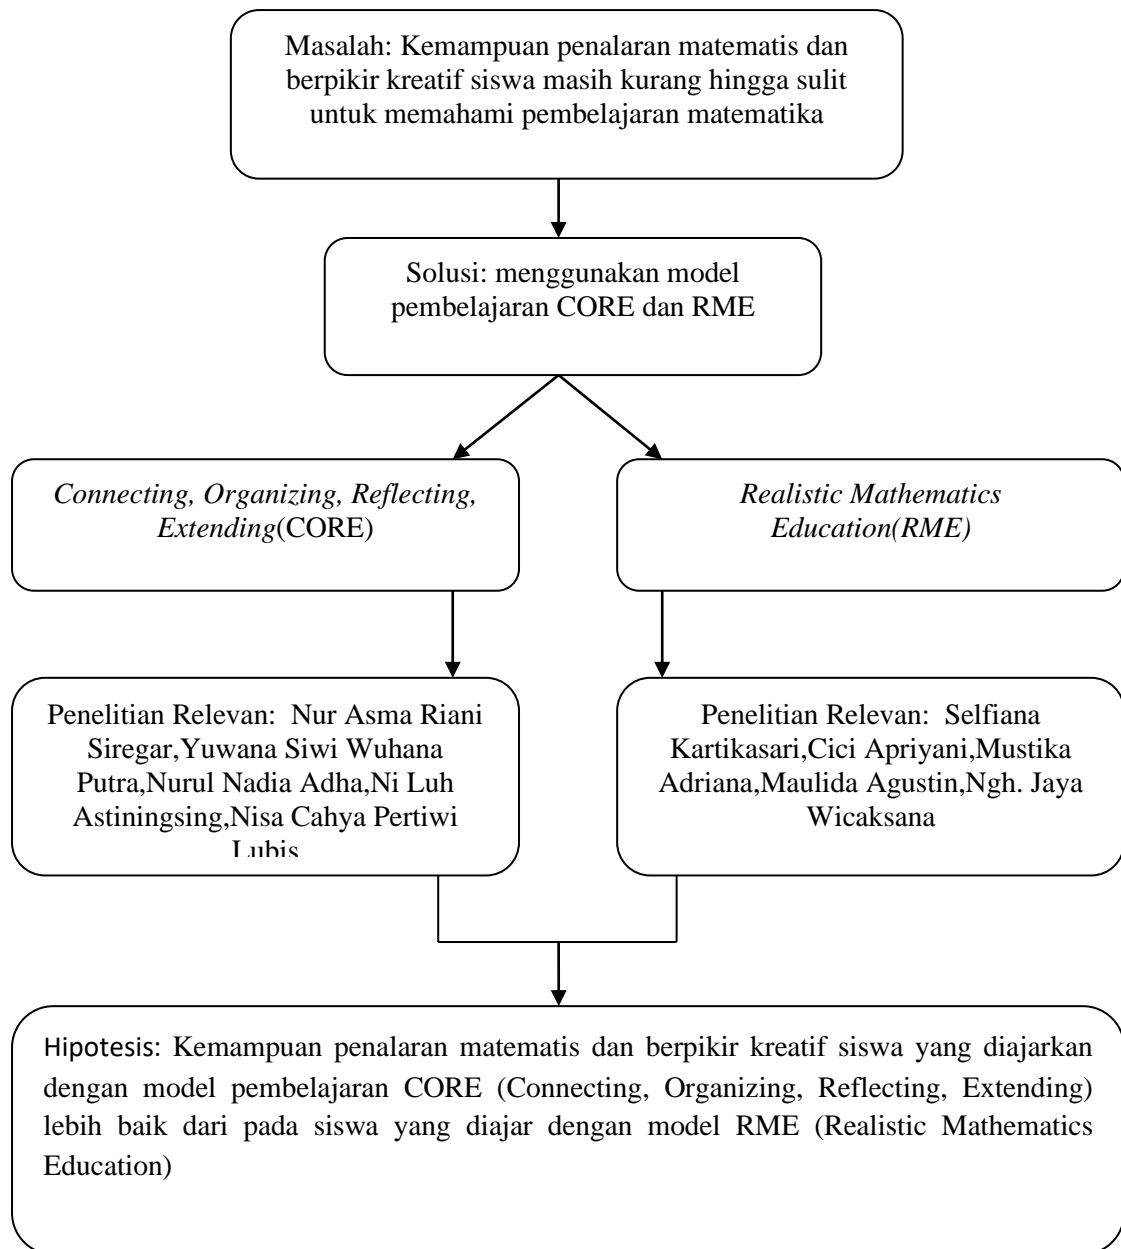 Masalah: Kemampuan penalaran matematis dan
berpikir kreatif siswa masih kurang hingga sulit
untuk memahami pembelajaran matematika
Solusi: menggunakan model
pembelajaran CORE dan RME
Connecting, Organizing, Reflecting,
Extending(CORE)
Realistic Mathematics
Education(RME)
Penelitian Relevan: Nur Asma Riani
Siregar,Yuwana Siwi Wuhana
Putra,Nurul Nadia Adha,Ni Luh
Astiningsing,Nisa Cahya Pertiwi
Lubis
Penelitian Relevan: Selfiana
Kartikasari,Cici Apriyani,Mustika
Adriana,Maulida Agustin,Ngh. Jaya
Wicaksana
Hipotesis: Kemampuan penalaran matematis dan berpikir kreatif siswa yang diajarkan
dengan model pembelajaran CORE (Connecting, Organizing, Reflecting, Extending)
lebih baik dari pada siswa yang diajar dengan model RME (Realistic Mathematics
Education)